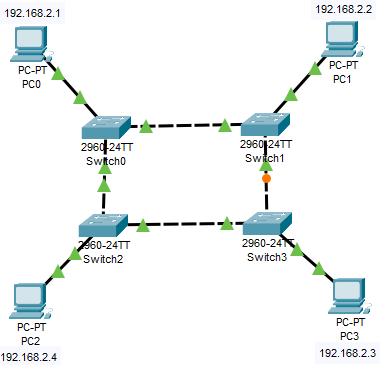 192.168.2.1
PC-PT
PC0
192.168.2.2
PC-PT
PC1
2960-24TT
Switch0
2960-24TT
Switch1
2960-24TT
Switch2
2960-24TT
Switch3
PC-PT
PC2
192.168.2.4
PC-PT
PC3
192.168.2.3